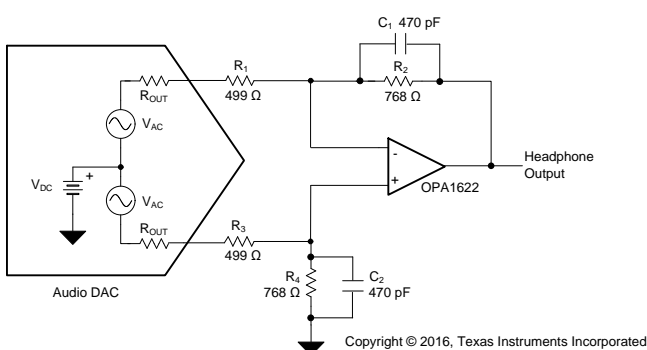 C1 470 pF
R1
499 Ω
R2
768 Ω
ROUT
VAC
-
+
OPA1622
Headphone
Output
VDC
+
VAC
ROUT
R3
499 Ω
R4
768 Ω
C2
470 pF
Audio DAC
Copyright © 2016, Texas Instruments Incorporated